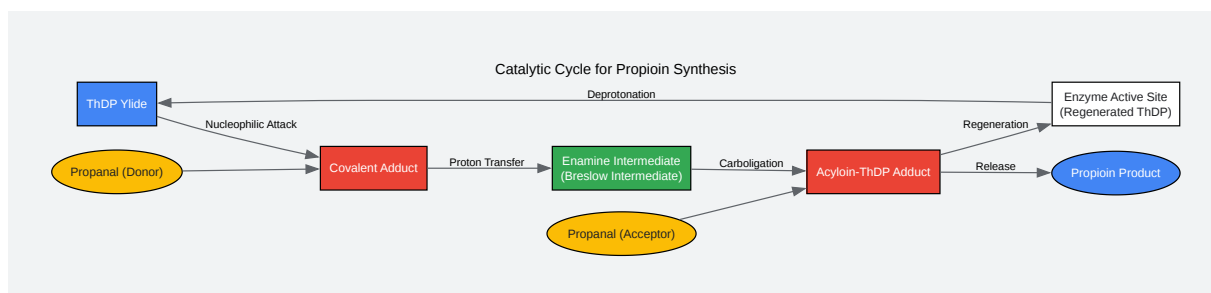 Catalytic Cycle for Propioin Synthesis
ThDP Ylide
Deprotonation
Enzyme Active Site
(Regenerated ThDP)
Nucleophilic Attack
Regeneration
Propanal (Donor)
Covalent Adduct
Proton Transfer
Enamine Intermediate
(Breslow Intermediate)
Carboligation
Acyloin-ThDP Adduct
Release
Propioin Product
Propanal (Acceptor)